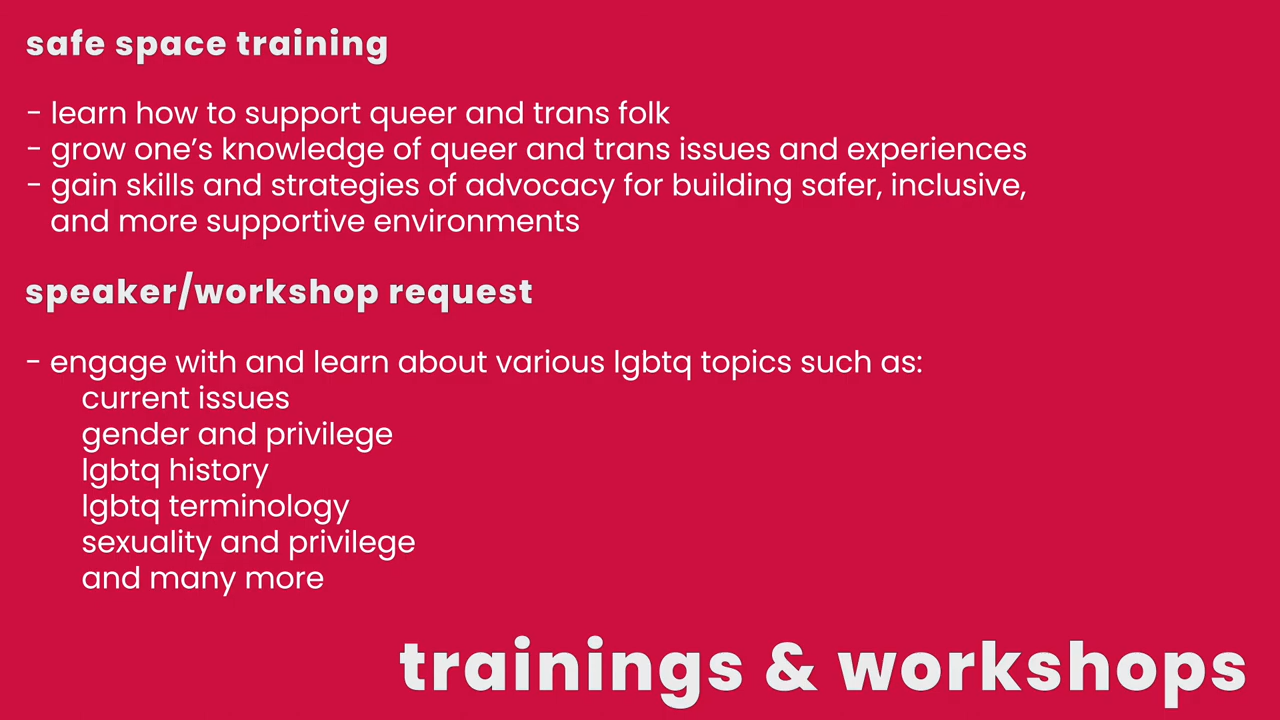 safe space training
- learn how to support queer and trans folk
- grow one’s knowledge of queer and trans issues and experiences
- gain skills and strategies of advocacy for building safer, inclusive,
and more supportive environments
speaker/workshop request
- engage with and learn about various lgbtq topics such as:
current issues
gender and privilege
lgbtq history
lgbtq terminology
sexuality and privilege
and many more
trainings & workshops